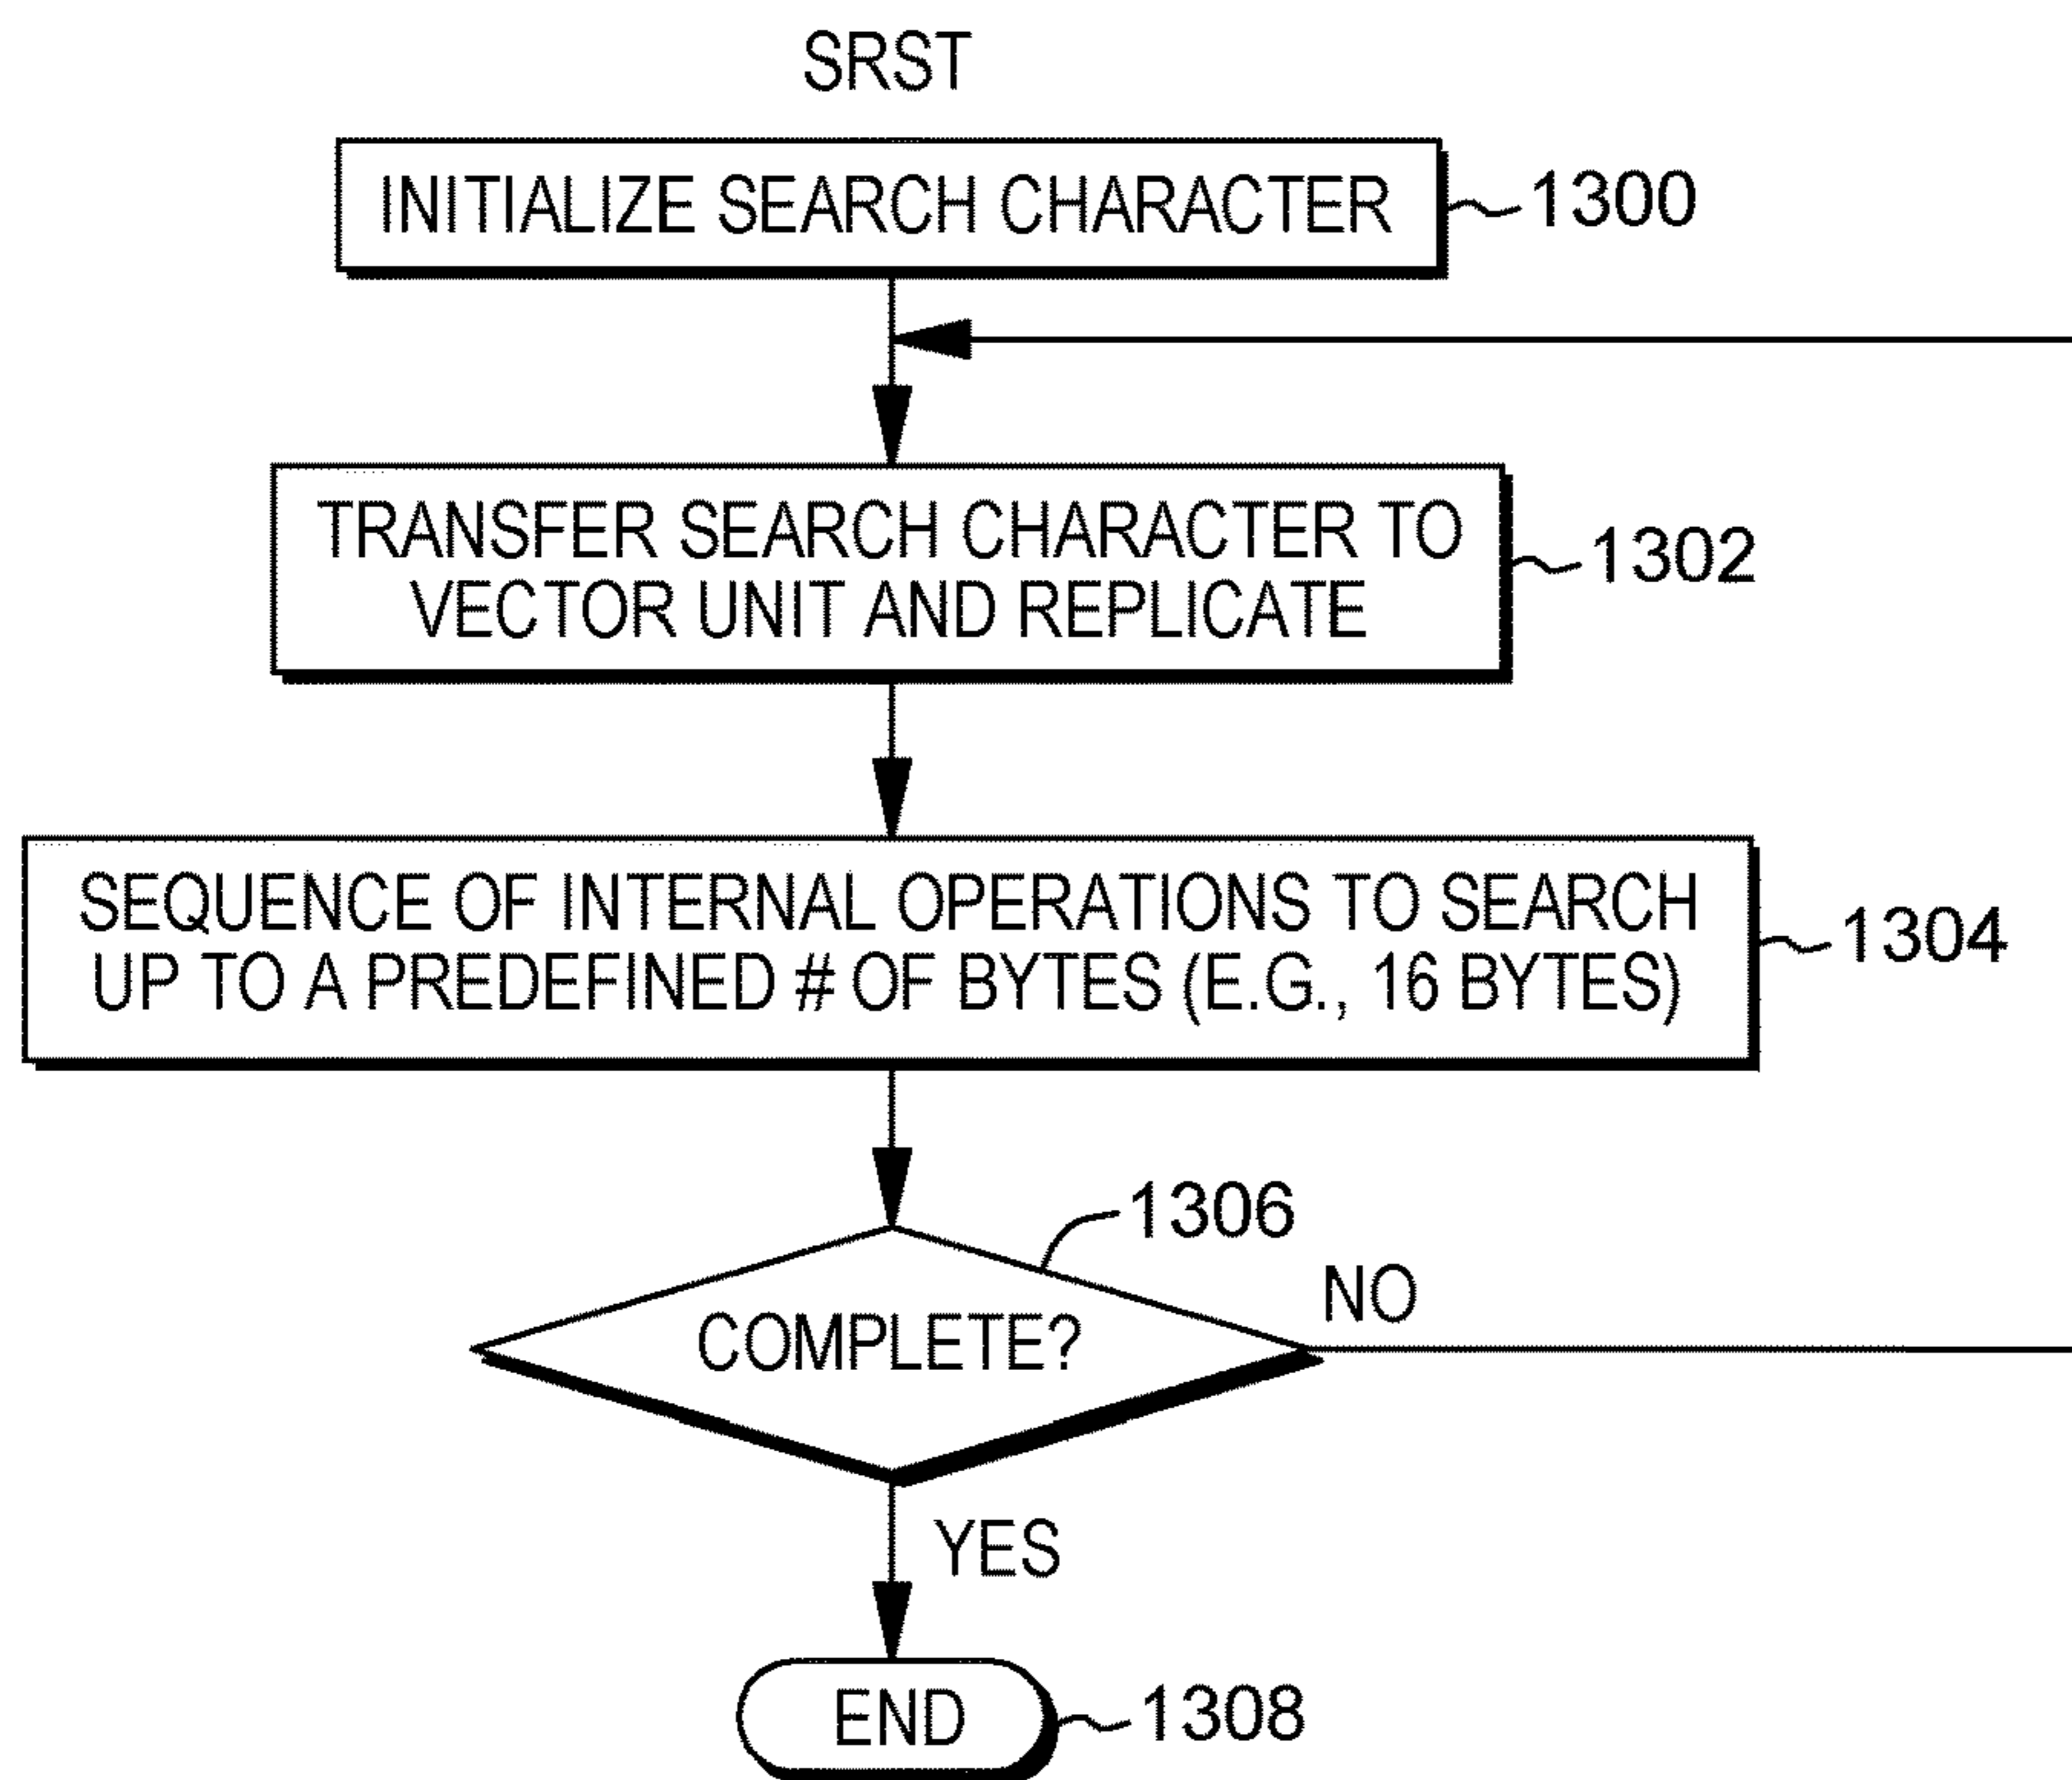 SRST
INITIALIZE SEARCH CHARACTER
1300
TRANSFER SEARCH CHARACTER TO
VECTOR UNIT AND REPLICATE
1302
SEQUENCE OF INTERNAL OPERATIONS TO SEARCH
UP TO A PREDEFINED # OF BYTES (E.G., 16 BYTES)
1304
1306
COMPLETE?
NO
YES
END
1308